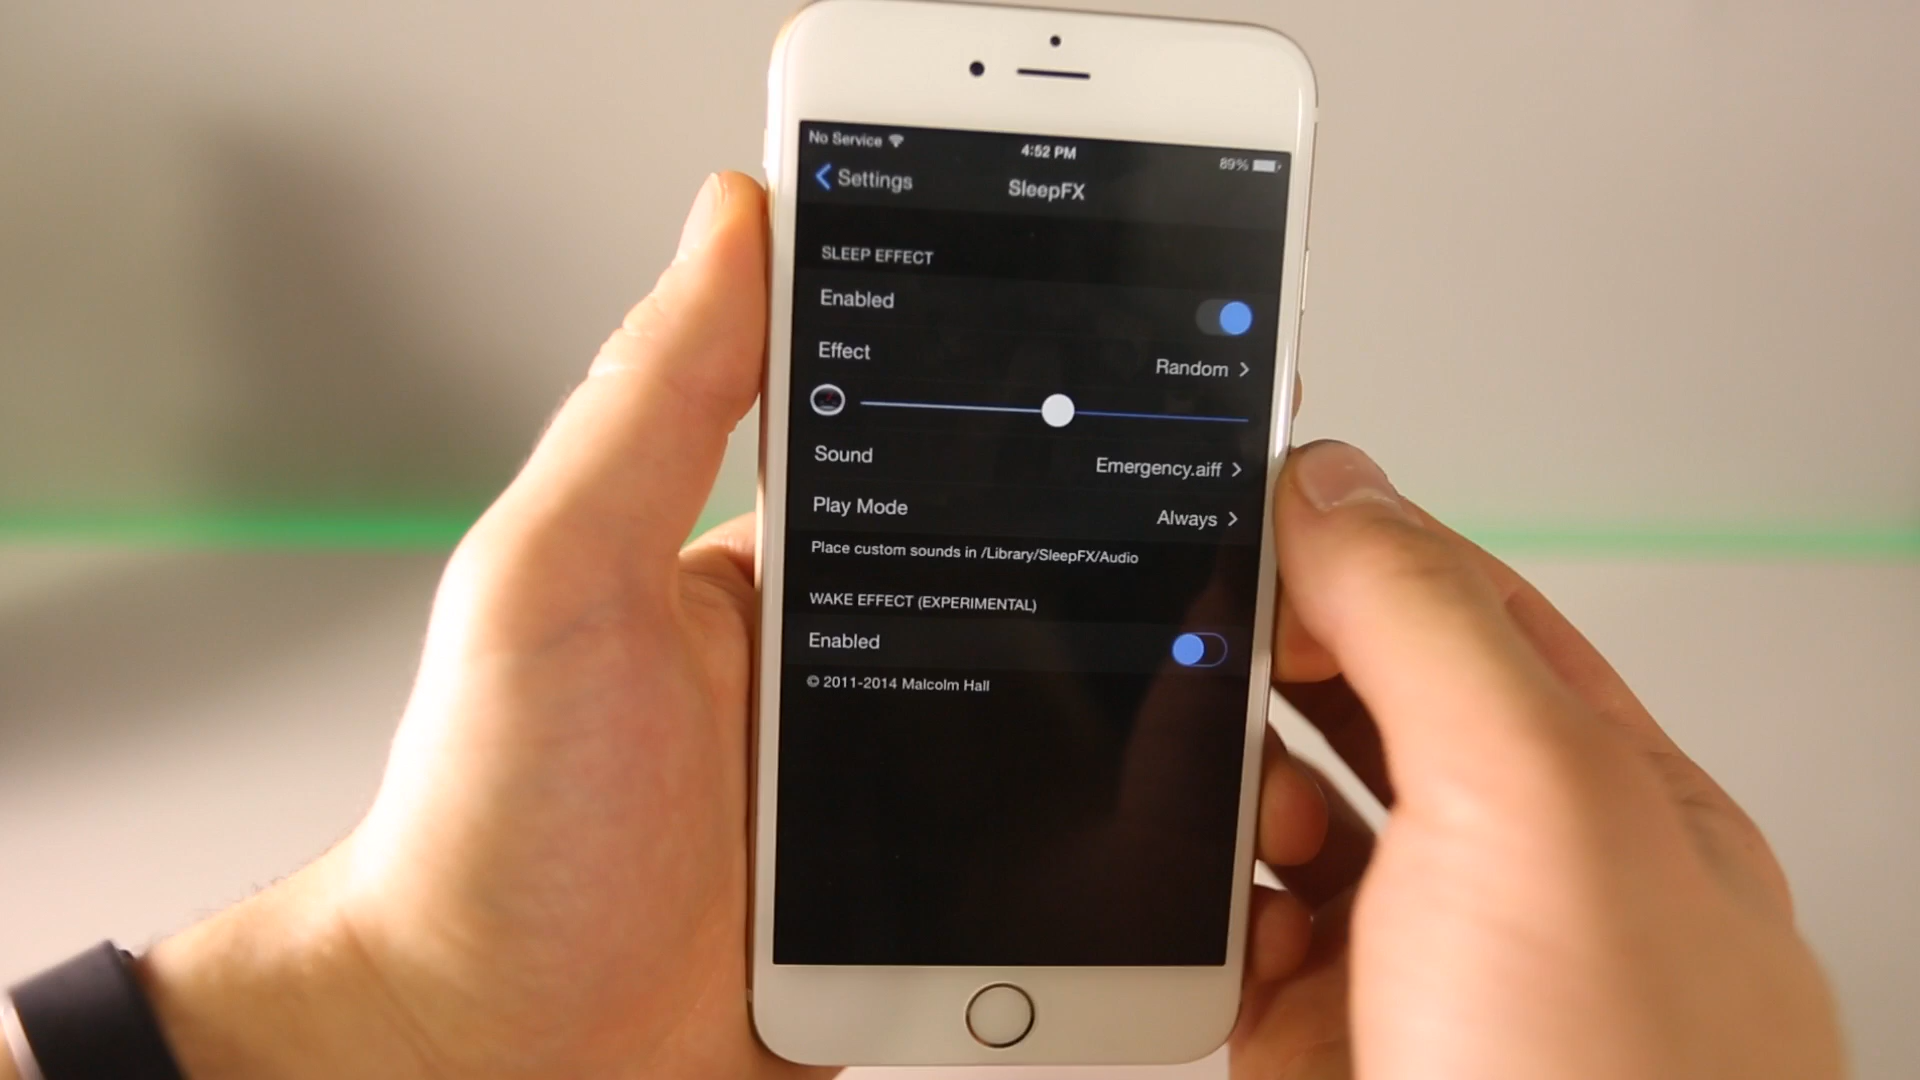 No Service
4:52 PM
89%
Settings
SleepFX
SLEEP EFFECT
Enabled
Effect
Random
Sound
Emergency.aiff
Play Mode
Always
Place custom sounds in /Library/SleepFX/Audio
WAKE EFFECT (EXPERIMENTAL)
Enabled
© 2011-2014 Malcolm Hall